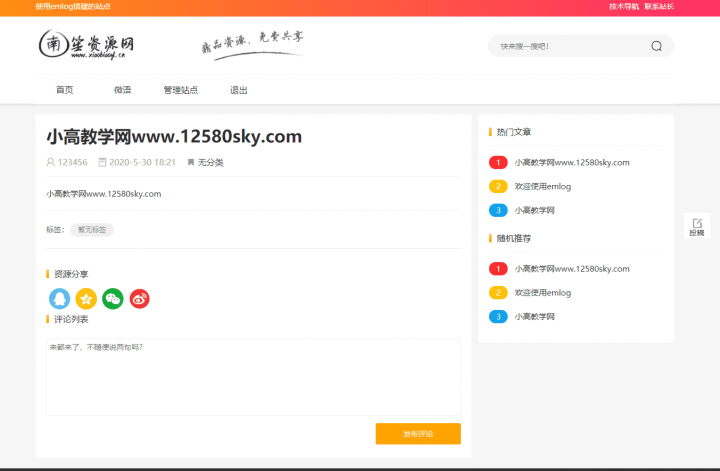 使用emlog搭建的站点
技术导航 联系站长
南笙资源网
www.xiaobiaoyl.cn
精品资源，免费共享
快来搜一搜吧！
首页 微语 管理站点 退出
小高教学网www.12580sky.com
123456 2020-5-30 18:21 无分类
小高教学网www.12580sky.com
标签： 暂无标签
资源分享
评论列表
来都来了，不随便说两句吗？
发布评论
热门文章
1 小高教学网www.12580sky.com
2 欢迎使用emlog
3 小高教学网
随机推荐
1 小高教学网www.12580sky.com
2 欢迎使用emlog
3 小高教学网
投稿